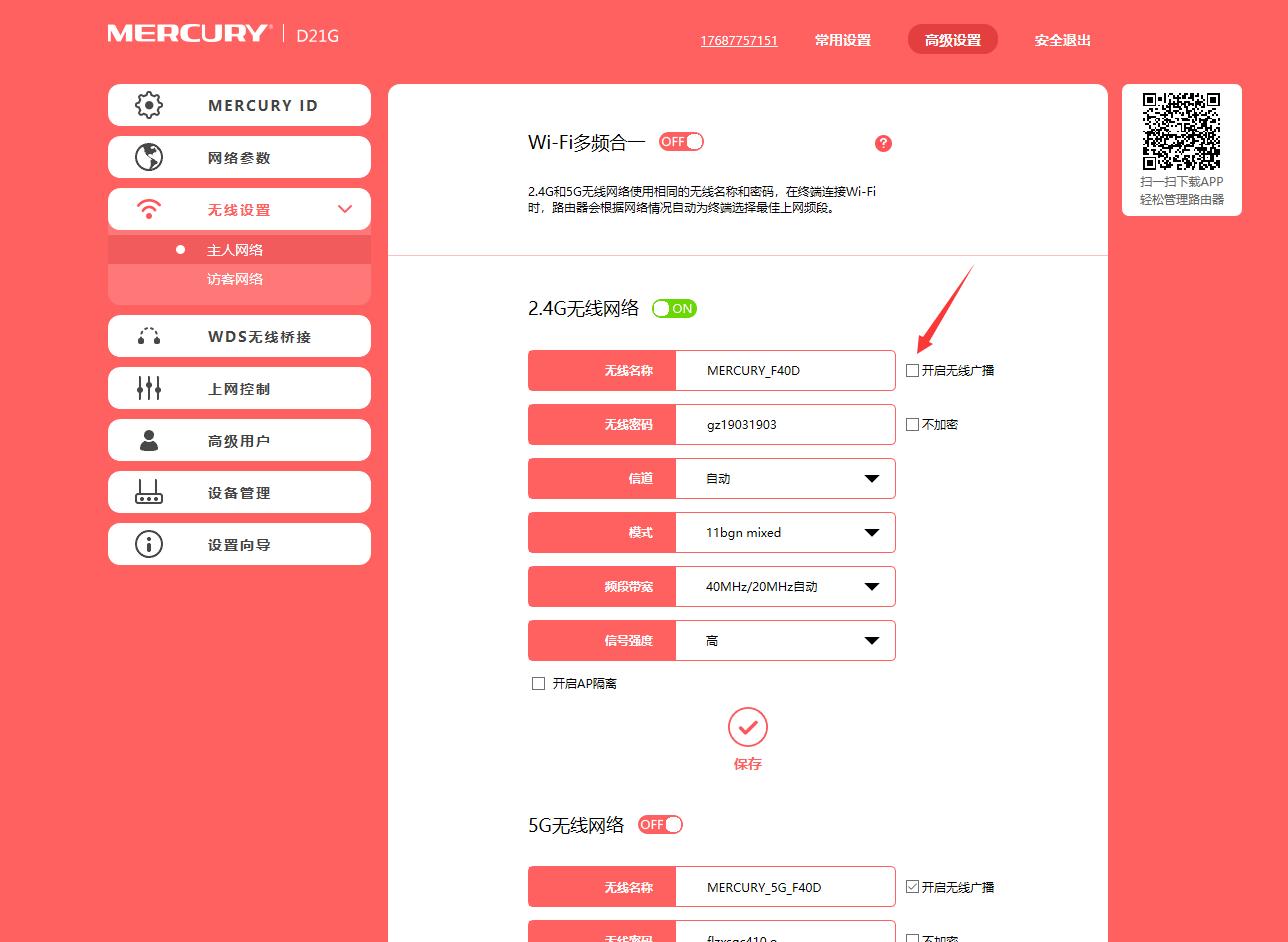 MERCURY® D21G
17687757151 常用设置 高级设置 安全退出
MERCURY ID
网络参数
无线设置
主人网络
访客网络
WDS无线桥接
上网控制
高级用户
设备管理
设置向导
Wi-Fi多频合一 OFF ?
2.4G和5G无线网络使用相同的无线名称和密码，在终端连接Wi-Fi
时，路由器会根据网络情况自动为终端选择最佳上网频段。
2.4G无线网络 ON
无线名称 MERCURY_F40D 开启无线广播
无线密码 gz19031903 不加密
信道 自动
模式 11bgn mixed
频段带宽 40MHz/20MHz自动
信号强度 高
开启AP隔离
保存
5G无线网络 OFF
无线名称 MERCURY_5G_F40D 开启无线广播
无线密码 不加密
扫一扫下载APP
轻松管理路由器